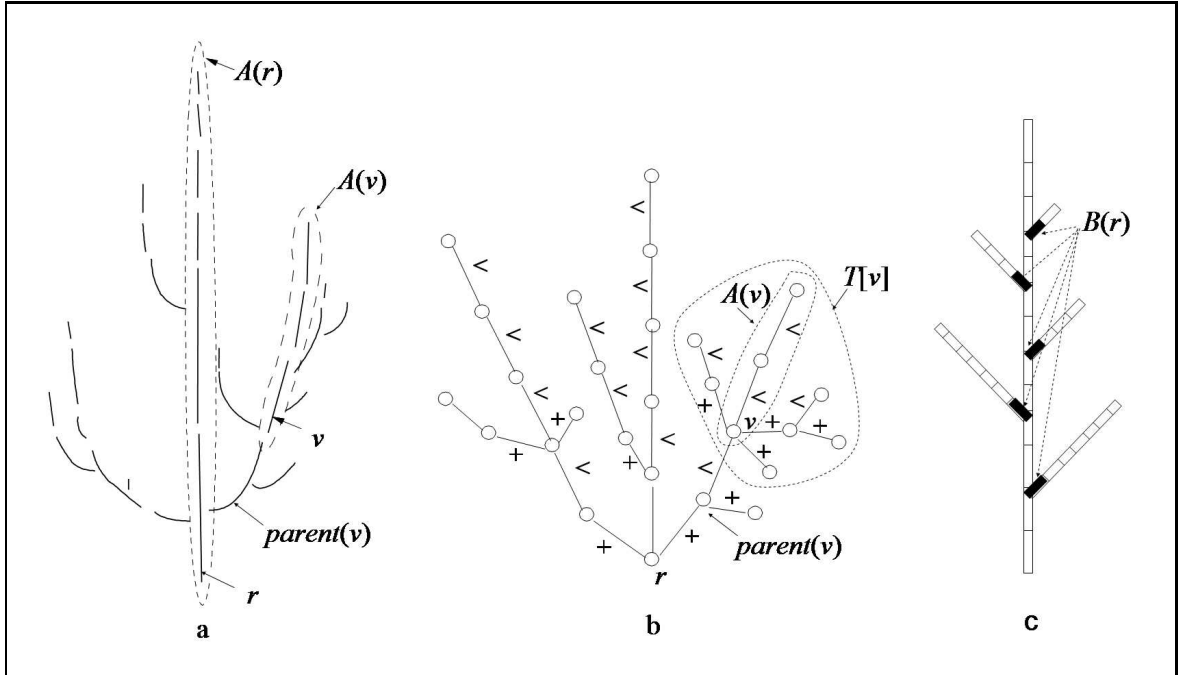 A(r)
A(v)
v
parent(v)
r
a
<
<
<
<
<
<
<
<
<
<
<
A(v)
T[v]
<
<
<
<
+
+
+
+
+
+
v
+
<
<
<
+
+
+
parent(v)
r
b
B(r)
c